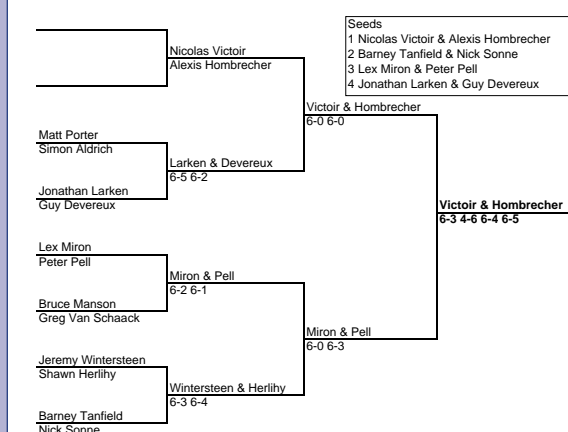 Seeds
1 Nicolas Victoir & Alexis Hombrecher
2 Barney Tanfield & Nick Sonne
3 Lex Miron & Peter Pell
4 Jonathan Larken & Guy Devereux
Nicolas Victoir
Alexis Hombrecher
Victoir & Hombrecher
6-0 6-0
Matt Porter
Simon Aldrich
Larken & Devereux
6-5 6-2
Jonathan Larken
Guy Devereux
Victoir & Hombrecher
6-3 4-6 6-4 6-5
Lex Miron
Peter Pell
Miron & Pell
6-2 6-1
Bruce Manson
Greg Van Schaack
Miron & Pell
6-0 6-3
Jeremy Wintersteen
Shawn Herlihy
Wintersteen & Herlihy
6-3 6-4
Barney Tanfield
Nick Sonne